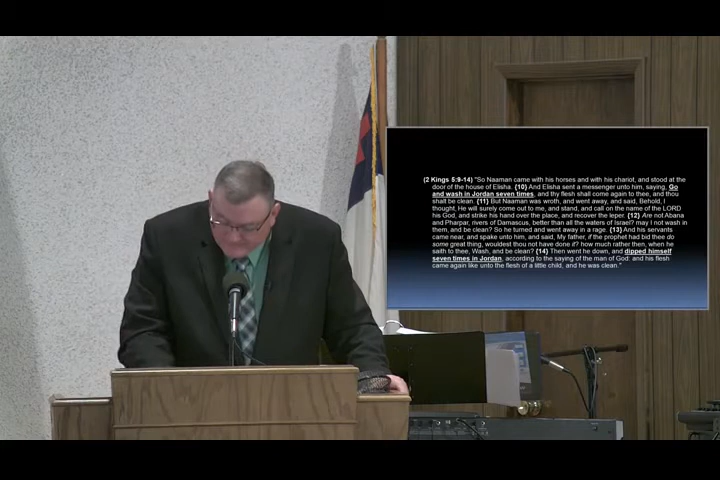 (2 Kings 5:9-14) "So Naaman came with his horses and with his chariot, and stood at the
door of the house of Elisha. {10} And Elisha sent a messenger unto him, saying, Go
and wash in Jordan seven times, and thy flesh shall come again to thee, and thou
shalt be clean. {11} But Naaman was wroth, and went away, and said, Behold, I
thought, He will surely come out to me, and stand, and call on the name of the LORD
his God, and strike his hand over the place, and recover the leper. {12} Are not Abana
and Pharpar, rivers of Damascus, better than all the waters of Israel? may I not wash in
them, and be clean? So he turned and went away in a rage. {13} And his servants
came near, and spake unto him, and said, My father, if the prophet had bid thee do
some great thing, wouldest thou not have done it? how much rather then, when he
saith to thee, Wash, and be clean? {14} Then went he down, and dipped himself
seven times in Jordan, according to the saying of the man of God: and his flesh
came again like unto the flesh of a little child, and he was clean."